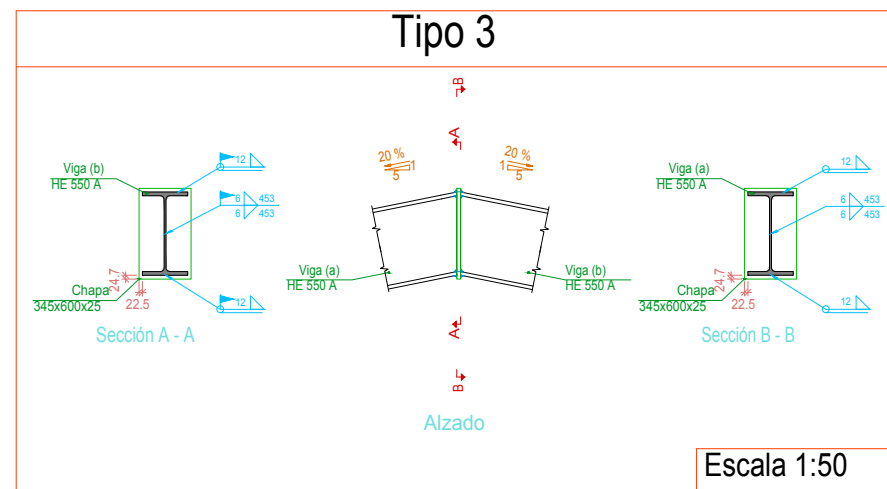 Tipo 3
Viga (b)
HE 550 A
12
6 453
6 453
12
24.7
22.5
Chapa
345x600x25
Sección A - A
B
A
20 %
1
5
20 %
1
5
Viga (a)
HE 550 A
Viga (b)
HE 550 A
A
B
Alzado
Viga (a)
HE 550 A
12
6 453
6 453
12
24.7
22.5
Chapa
345x600x25
Sección B - B
Escala 1:50